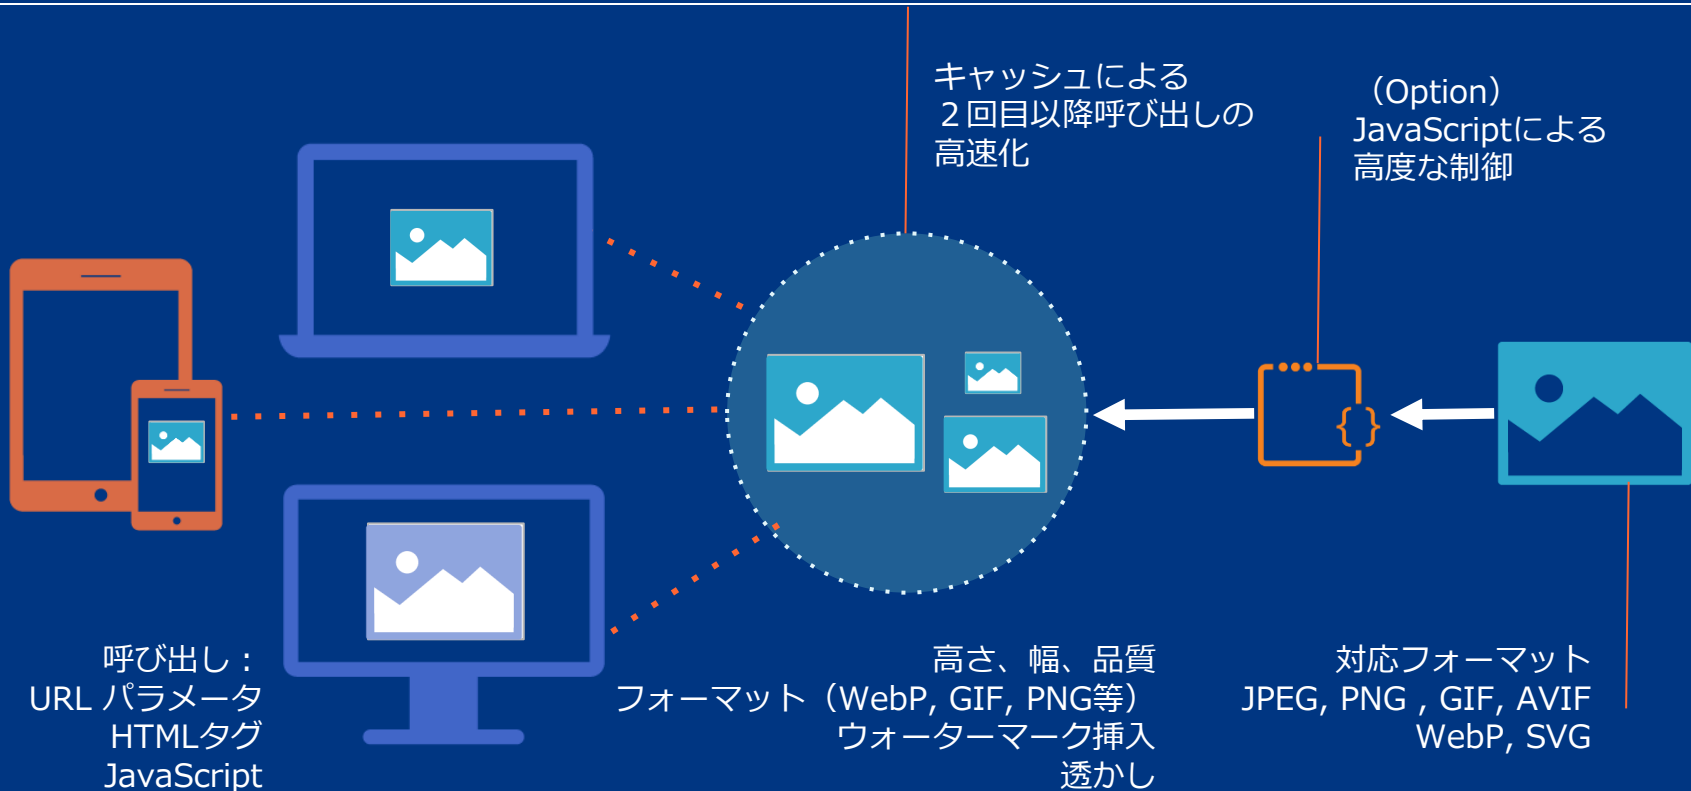 キャッシュによる
２回目以降呼び出しの
高速化
（Option）
JavaScriptによる
高度な制御
呼び出し：
URL パラメータ
HTMLタグ
JavaScript
高さ、幅、品質
フォーマット（WebP, GIF, PNG等）
ウォーターマーク挿入
透かし
対応フォーマット
JPEG, PNG , GIF, AVIF
WebP, SVG
{ }